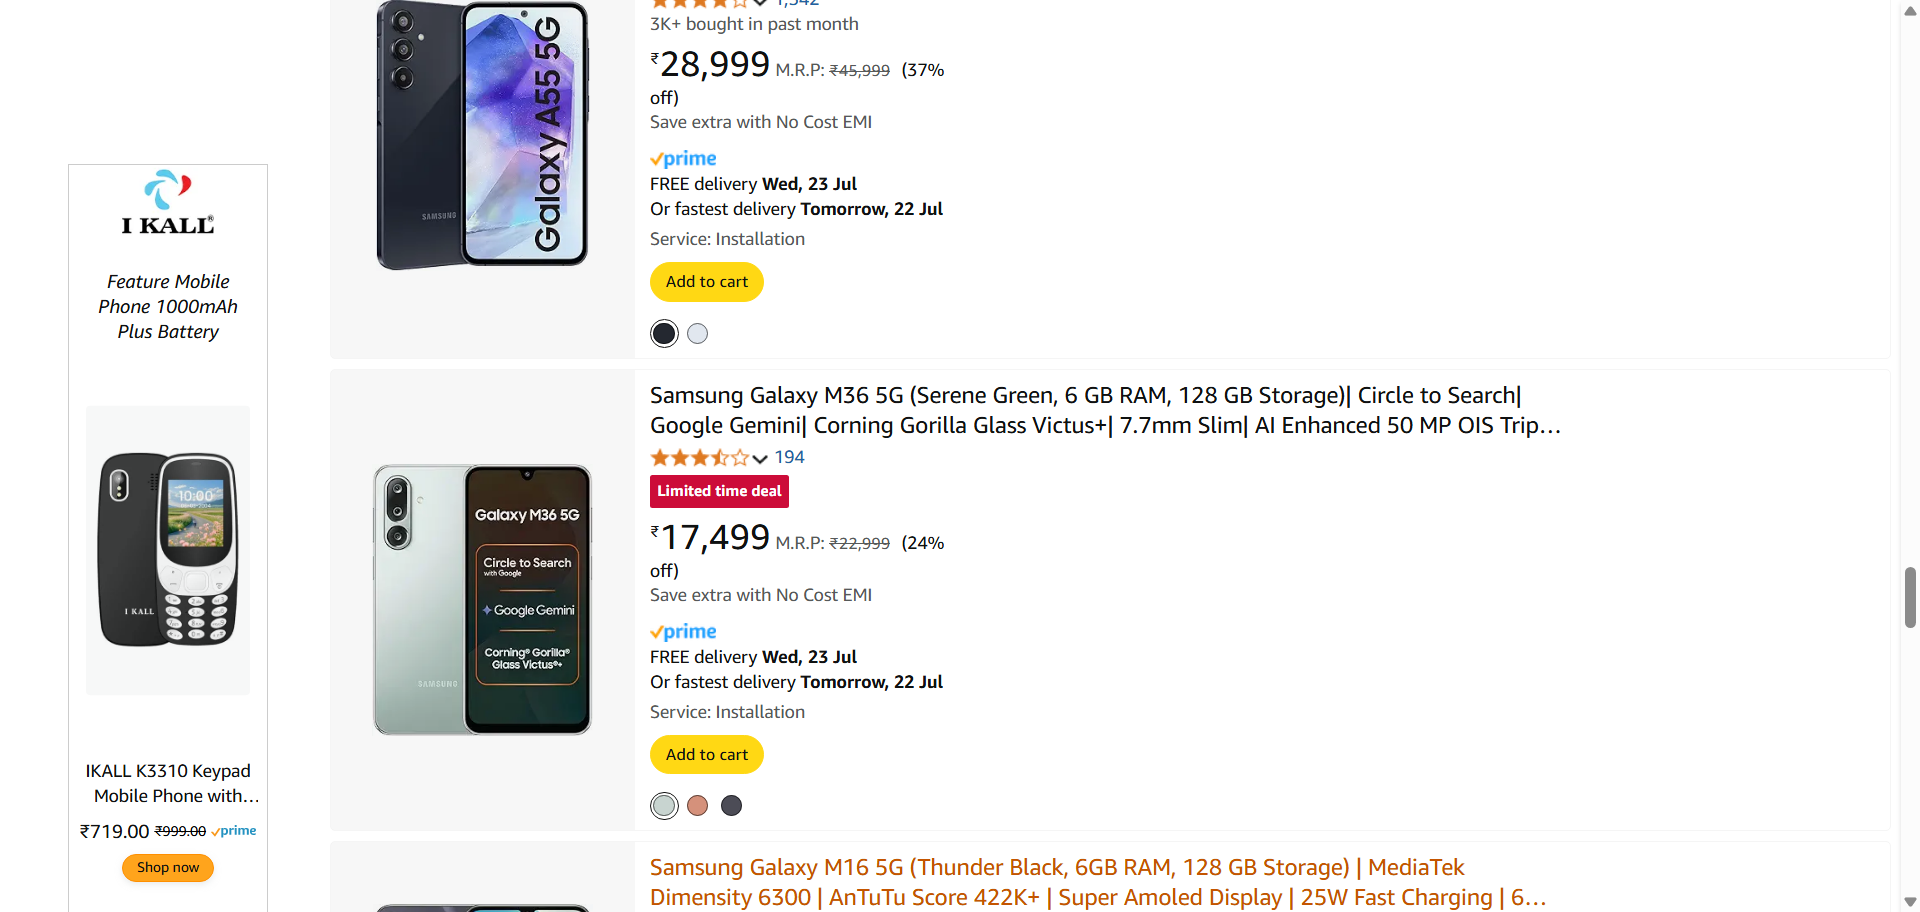 1,342
3K+ bought in past month
₹28,999 M.R.P: ₹45,999 (37%
off)
Save extra with No Cost EMI
prime
FREE delivery Wed, 23 Jul
Or fastest delivery Tomorrow, 22 Jul
Service: Installation
Add to cart
SAMSUNG
Galaxy A55 5G
I KALL®
Feature Mobile
Phone 1000mAh
Plus Battery
10:00
I KALL
IKALL K3310 Keypad
Mobile Phone with...
₹719.00 ₹999.00 prime
Shop now
Samsung Galaxy M36 5G (Serene Green, 6 GB RAM, 128 GB Storage)| Circle to Search|
Google Gemini| Corning Gorilla Glass Victus+| 7.7mm Slim| AI Enhanced 50 MP OIS Trip...
194
Limited time deal
₹17,499 M.R.P: ₹22,999 (24%
off)
Save extra with No Cost EMI
prime
FREE delivery Wed, 23 Jul
Or fastest delivery Tomorrow, 22 Jul
Service: Installation
Add to cart
SAMSUNG
Galaxy M36 5G
Circle to Search
with Google
Google Gemini
Corning® Gorilla®
Glass Victus®+
Samsung Galaxy M16 5G (Thunder Black, 6GB RAM, 128 GB Storage) | MediaTek
Dimensity 6300 | AnTuTu Score 422K+ | Super Amoled Display | 25W Fast Charging | 6...